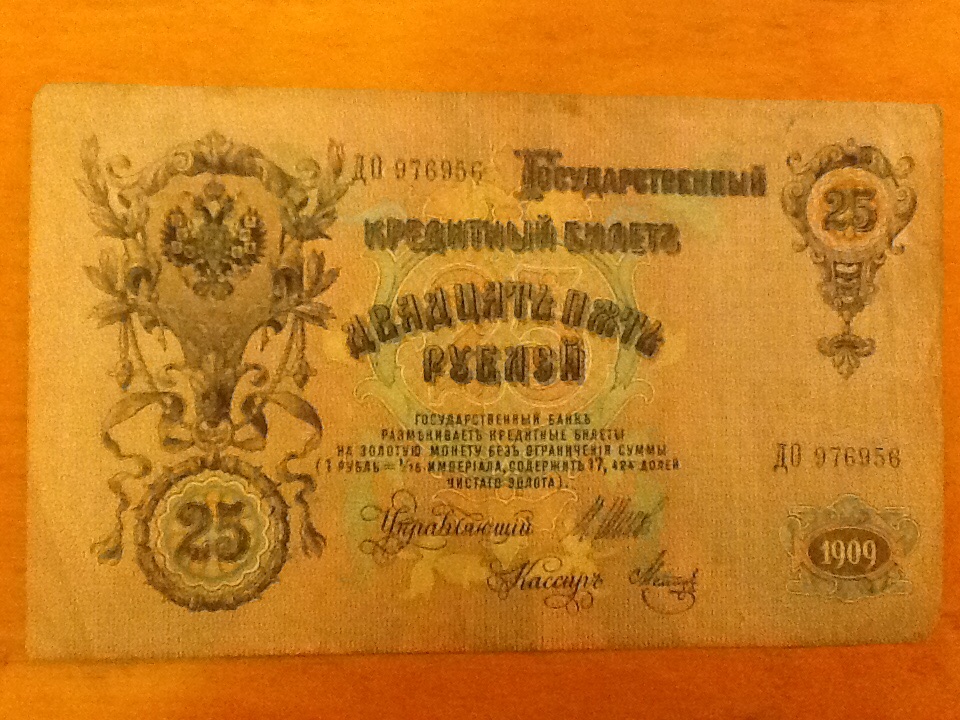 ДО 976956
Государственный
25
кредитный билетъ
25
двадцать пять
рублей
Государственный банкъ
размѣниваетъ кредитные билеты
на золотую монету безъ ограниченія суммы
(1 рубль = 1/15 имперіала, содержитъ 17,424 долей
чистаго золота).
ДО 976956
25
Управляющій
1909
Кассиръ